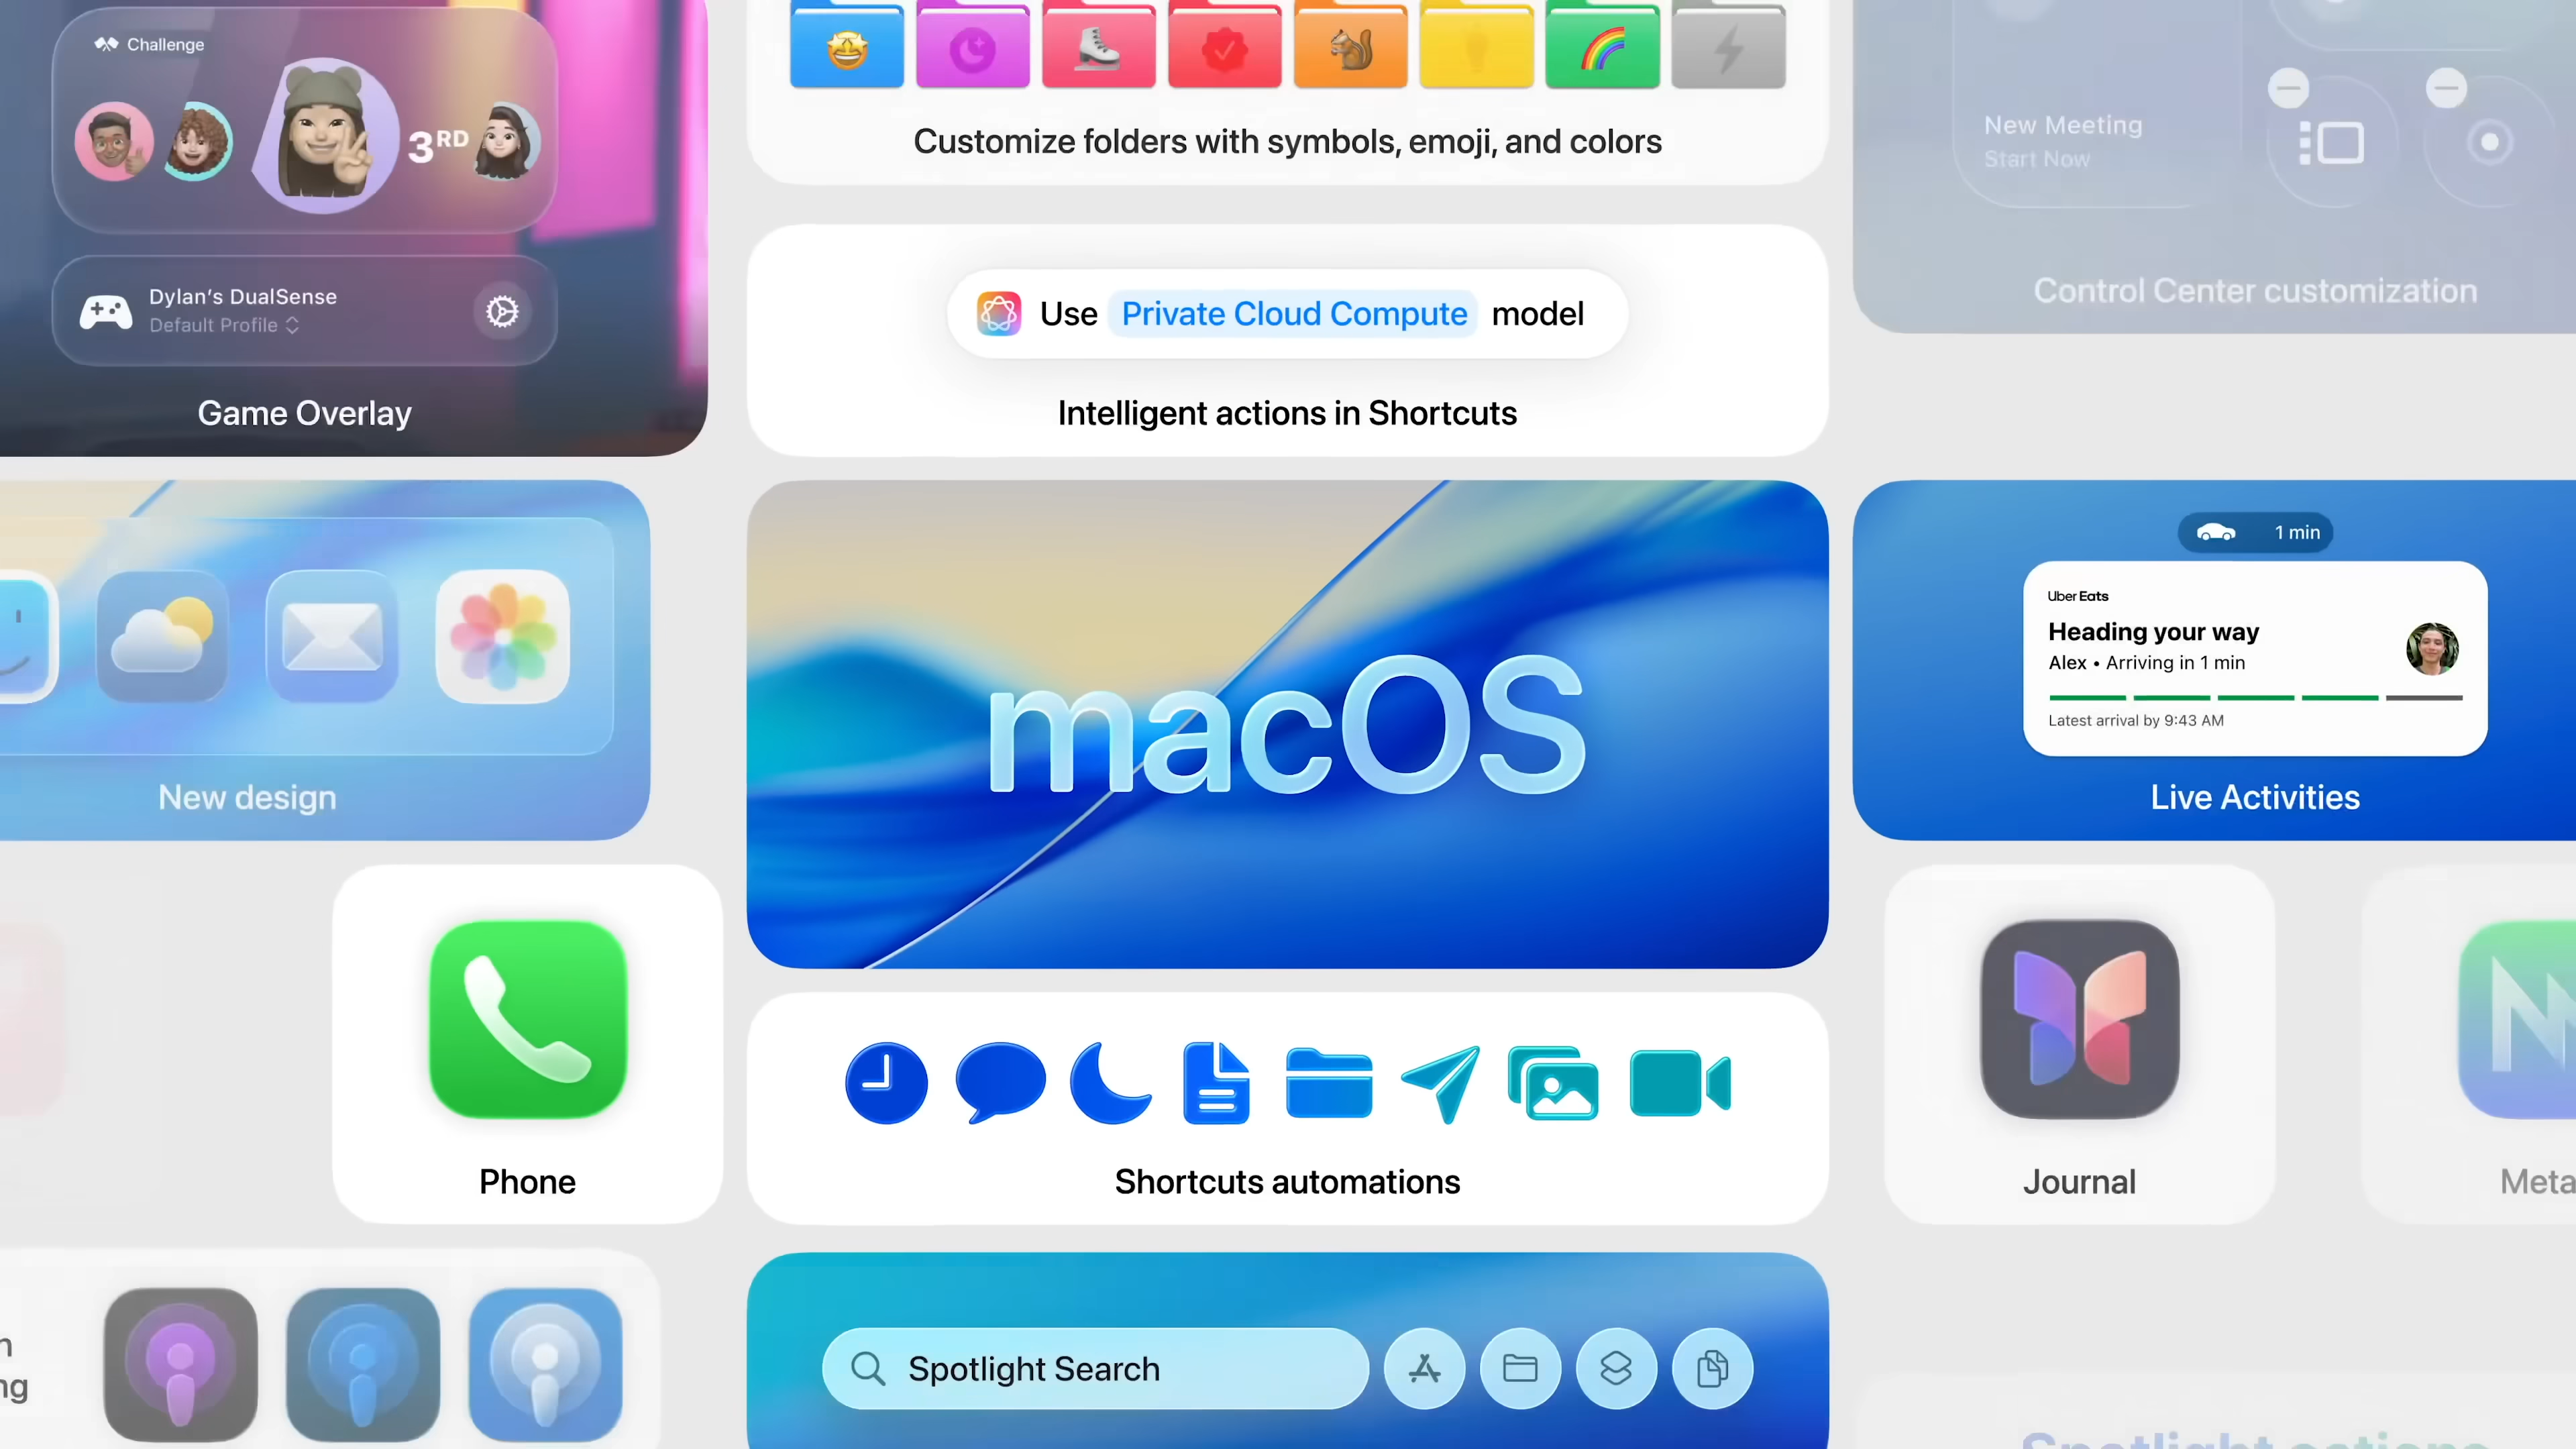 Challenge
3RD
Dylan's DualSense
Default Profile
Game Overlay
Customize folders with symbols, emoji, and colors
Use Private Cloud Compute model
Intelligent actions in Shortcuts
New Meeting
Start Now
Control Center customization
New design
macOS
1 min
Uber Eats
Heading your way
Alex • Arriving in 1 min
Latest arrival by 9:43 AM
Live Activities
Phone
Shortcuts automations
Journal
Meta
Spotlight Search
Spotlight actions